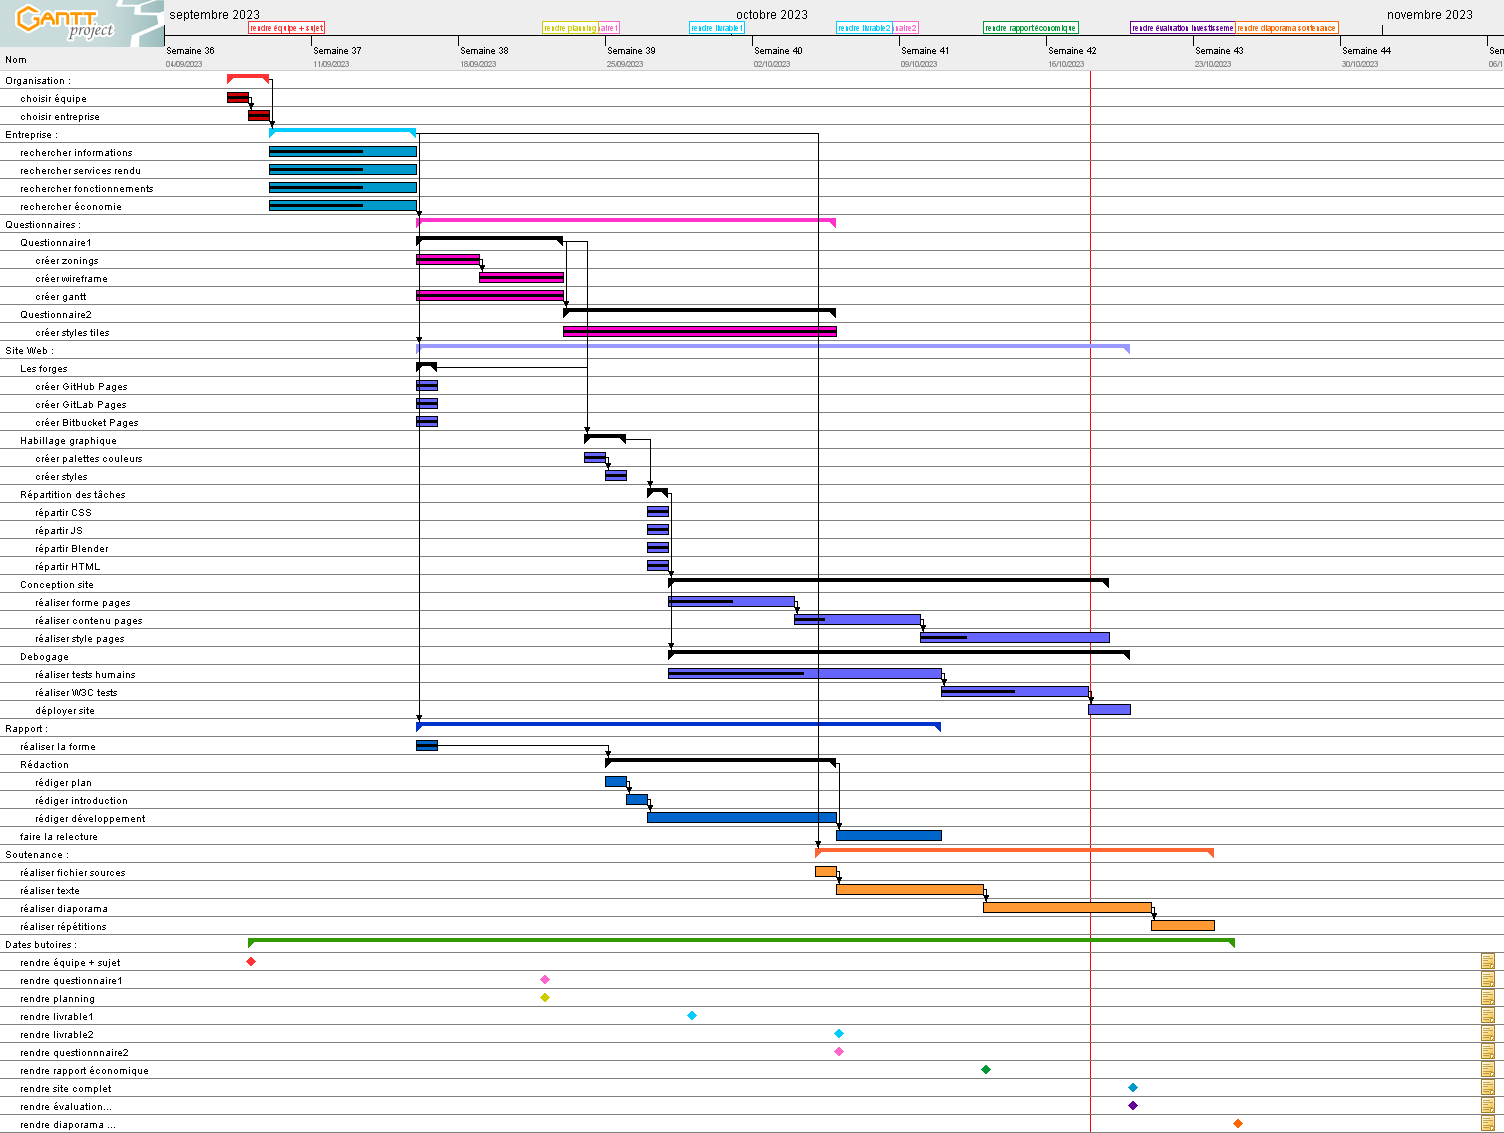 GANTT
project
septembre 2023
octobre 2023
novembre 2023
rendre équipe + sujet
rendre planning
naire1
rendre livrable1
rendre livrable2
naire2
rendre rapport économique
rendre évaluation investisseme
rendre diaporama soutenance
Semaine 36
Semaine 37
Semaine 38
Semaine 39
Semaine 40
Semaine 41
Semaine 42
Semaine 43
Semaine 44
Sem
Nom
04/09/2023
11/09/2023
18/09/2023
25/09/2023
02/10/2023
09/10/2023
16/10/2023
23/10/2023
30/10/2023
06/1
Organisation :
choisir équipe
choisir entreprise
Entreprise :
rechercher informations
rechercher services rendu
rechercher fonctionnements
rechercher économie
Questionnaires :
Questionnaire1
créer zonings
créer wireframe
créer gantt
Questionnaire2
créer styles tiles
Site Web :
Les forges
créer GitHub Pages
créer GitLab Pages
créer Bitbucket Pages
Habillage graphique
créer palettes couleurs
créer styles
Répartition des tâches
répartir CSS
répartir JS
répartir Blender
répartir HTML
Conception site
réaliser forme pages
réaliser contenu pages
réaliser style pages
Debogage
réaliser tests humains
réaliser W3C tests
déployer site
Rapport :
réaliser la forme
Rédaction
rédiger plan
rédiger introduction
rédiger développement
faire la relecture
Soutenance :
réaliser fichier sources
réaliser texte
réaliser diaporama
réaliser répétitions
Dates butoires :
rendre équipe + sujet
rendre questionnaire1
rendre planning
rendre livrable1
rendre livrable2
rendre questionnnaire2
rendre rapport économique
rendre site complet
rendre évaluation...
rendre diaporama ...